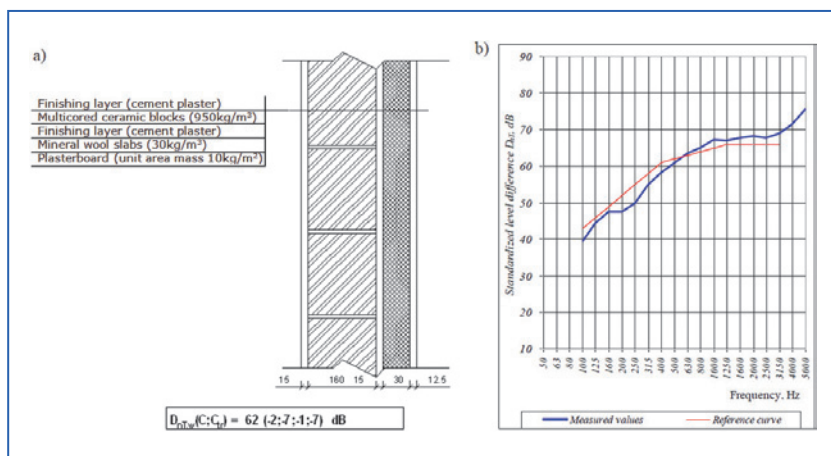 a)
Finishing layer (cement plaster)
Multicored ceramic blocks (950kg/m³)
Finishing layer (cement plaster)
Mineral wool slabs (30kg/m³)
Plasterboard (unit area mass 10kg/m²)
15 160 15 30 12.5
DnT,w(C;Ctr) = 62 (-2;-7;-1;-7) dB
b)
Standardized level difference DnT, dB
90
80
70
60
50
40
30
20
10
50 63 80 100 125 160 200 250 315 400 500 630 800 1000 1250 1600 2000 2500 3150 4000 5000
Frequency, Hz
Measured values Reference curve